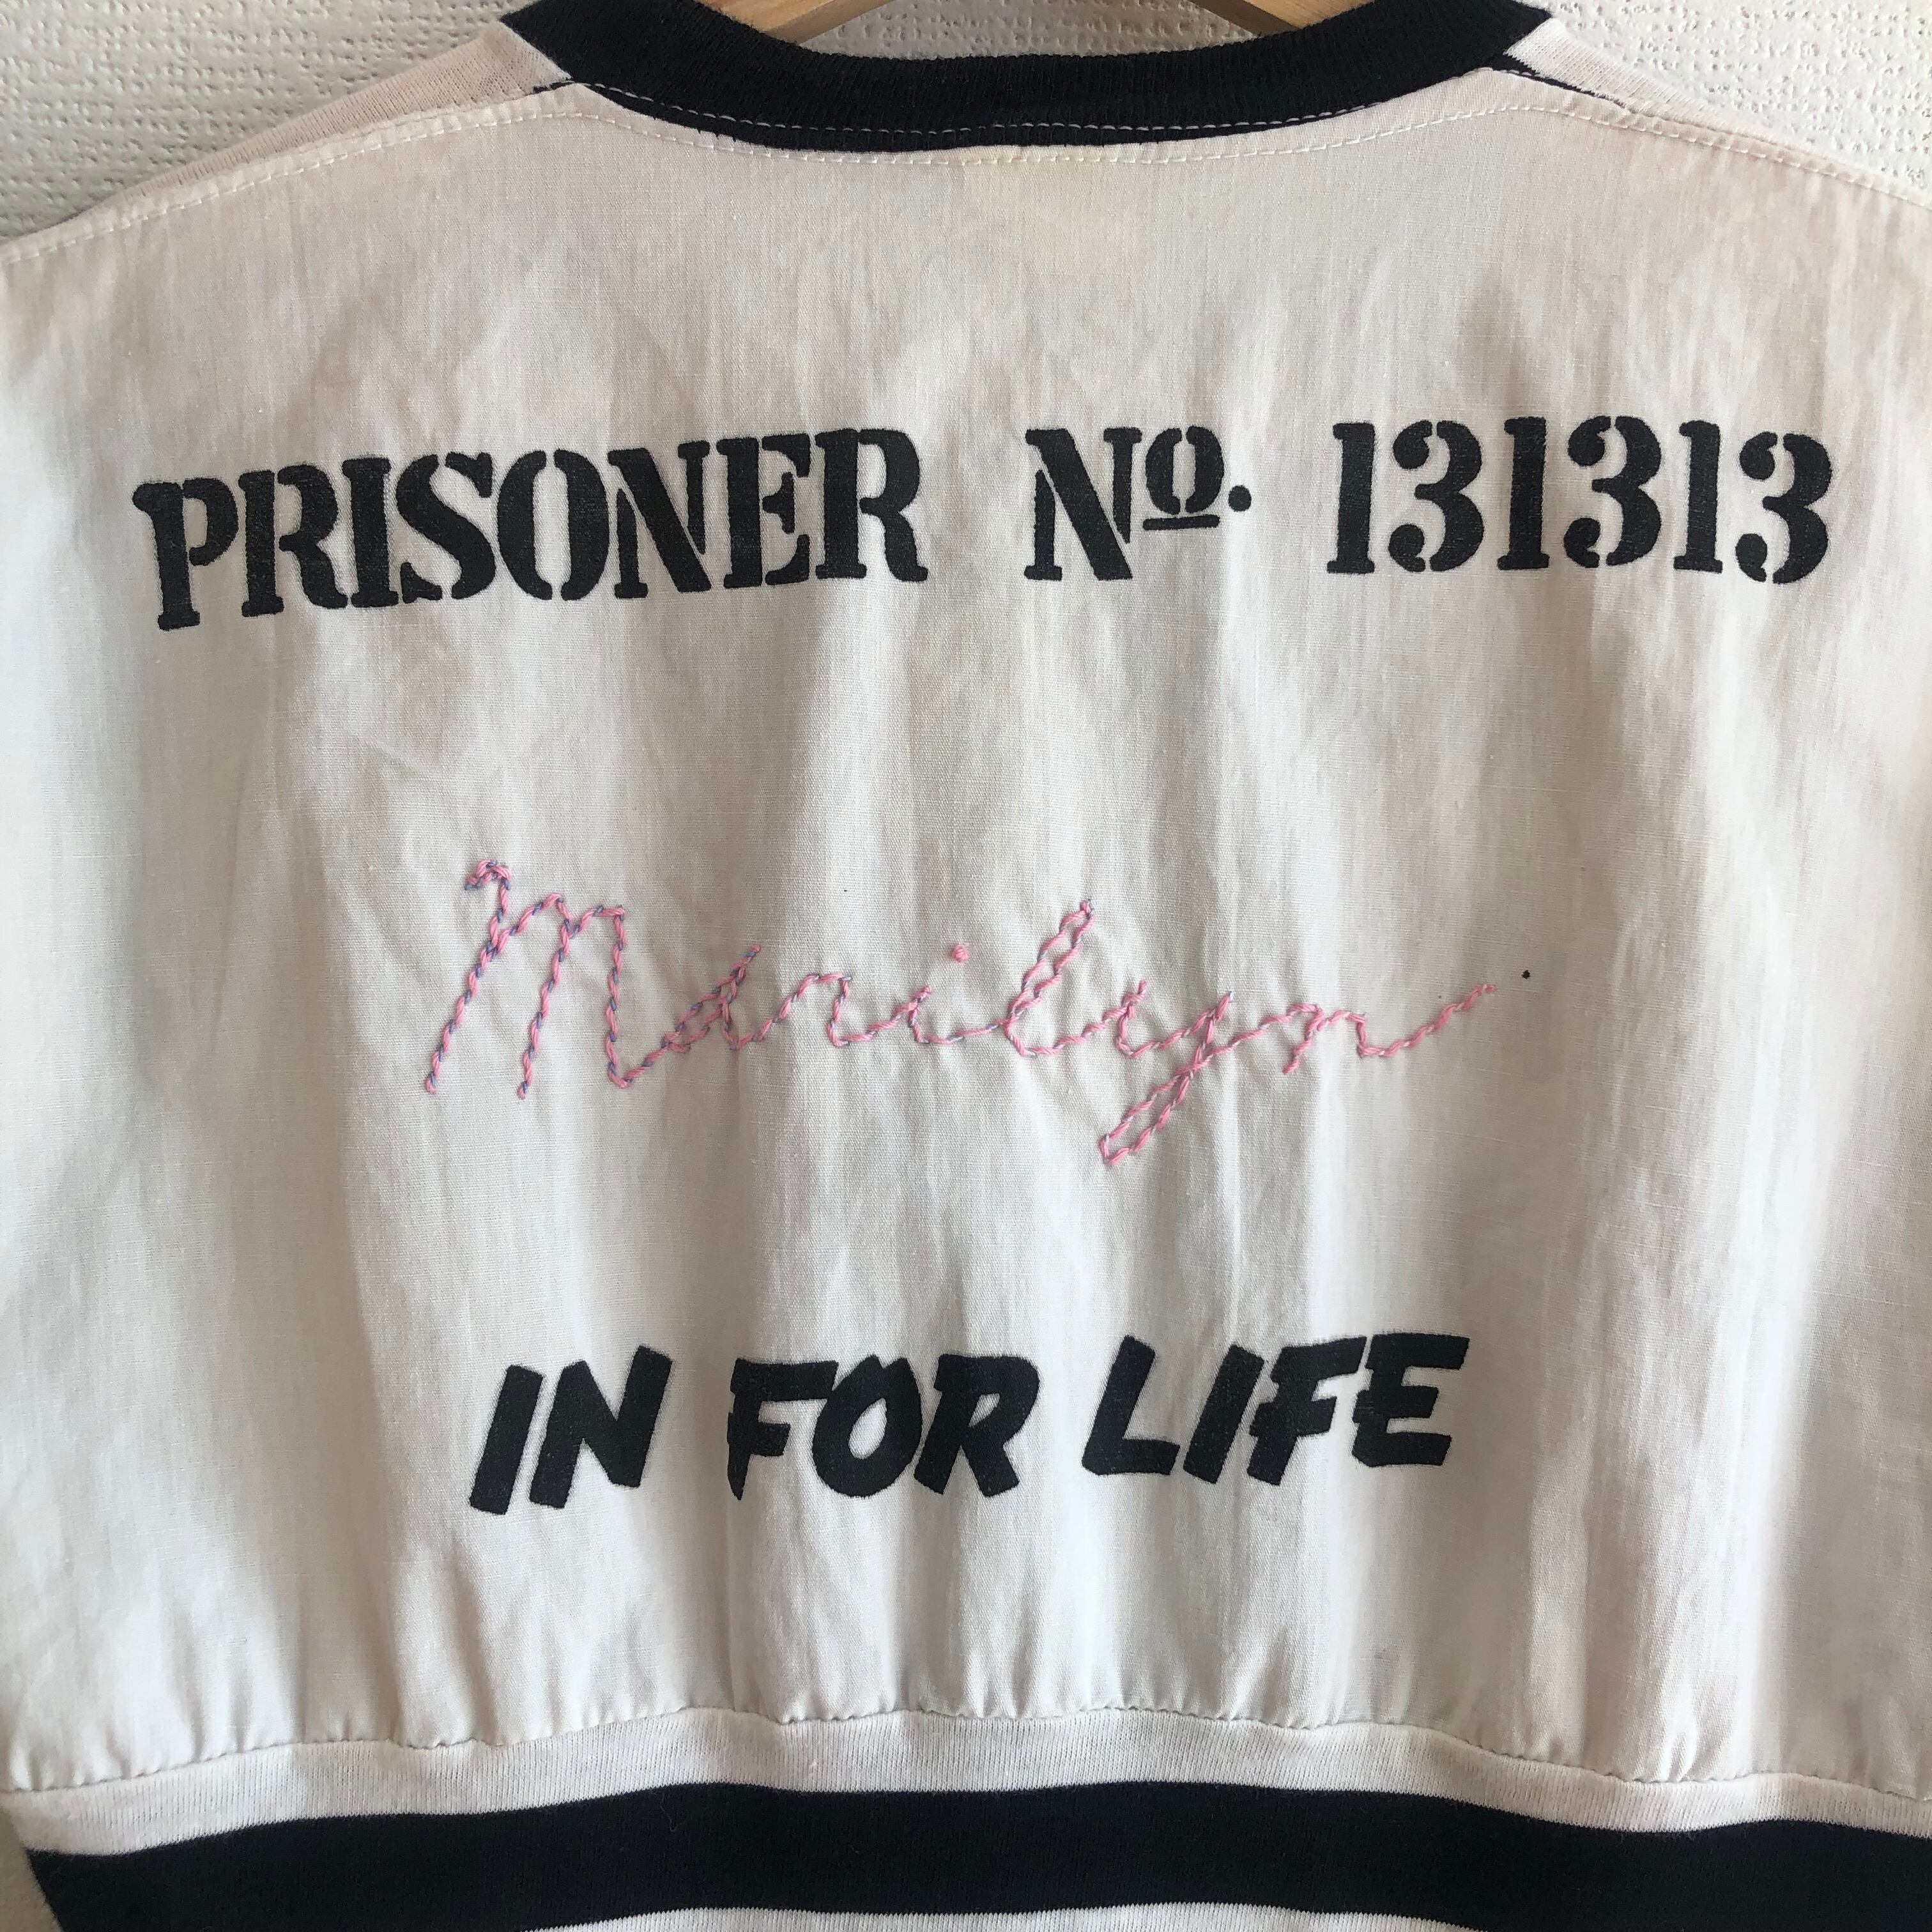 PRISONER Nº. 131313
Marilyn
IN FOR LIFE